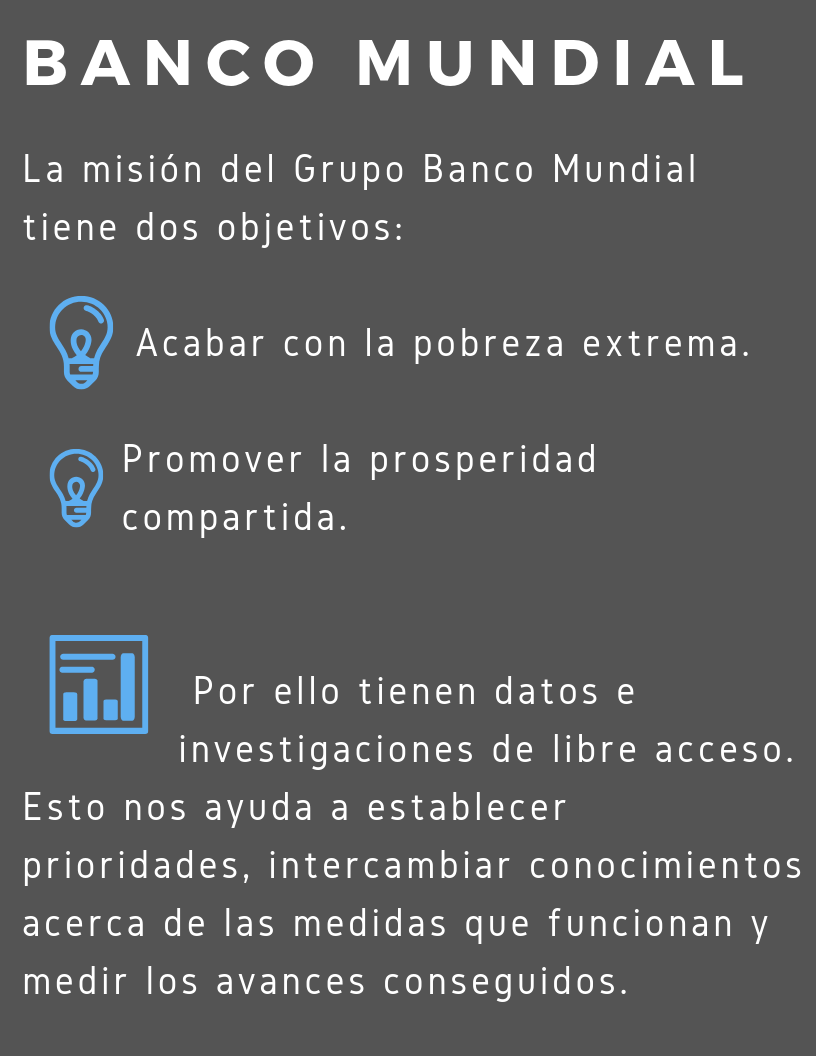 BANCO MUNDIAL
La misión del Grupo Banco Mundial
tiene dos objetivos:
Acabar con la pobreza extrema.
Promover la prosperidad
compartida.
Por ello tienen datos e
investigaciones de libre acceso.
Esto nos ayuda a establecer
prioridades, intercambiar conocimientos
acerca de las medidas que funcionan y
medir los avances conseguidos.